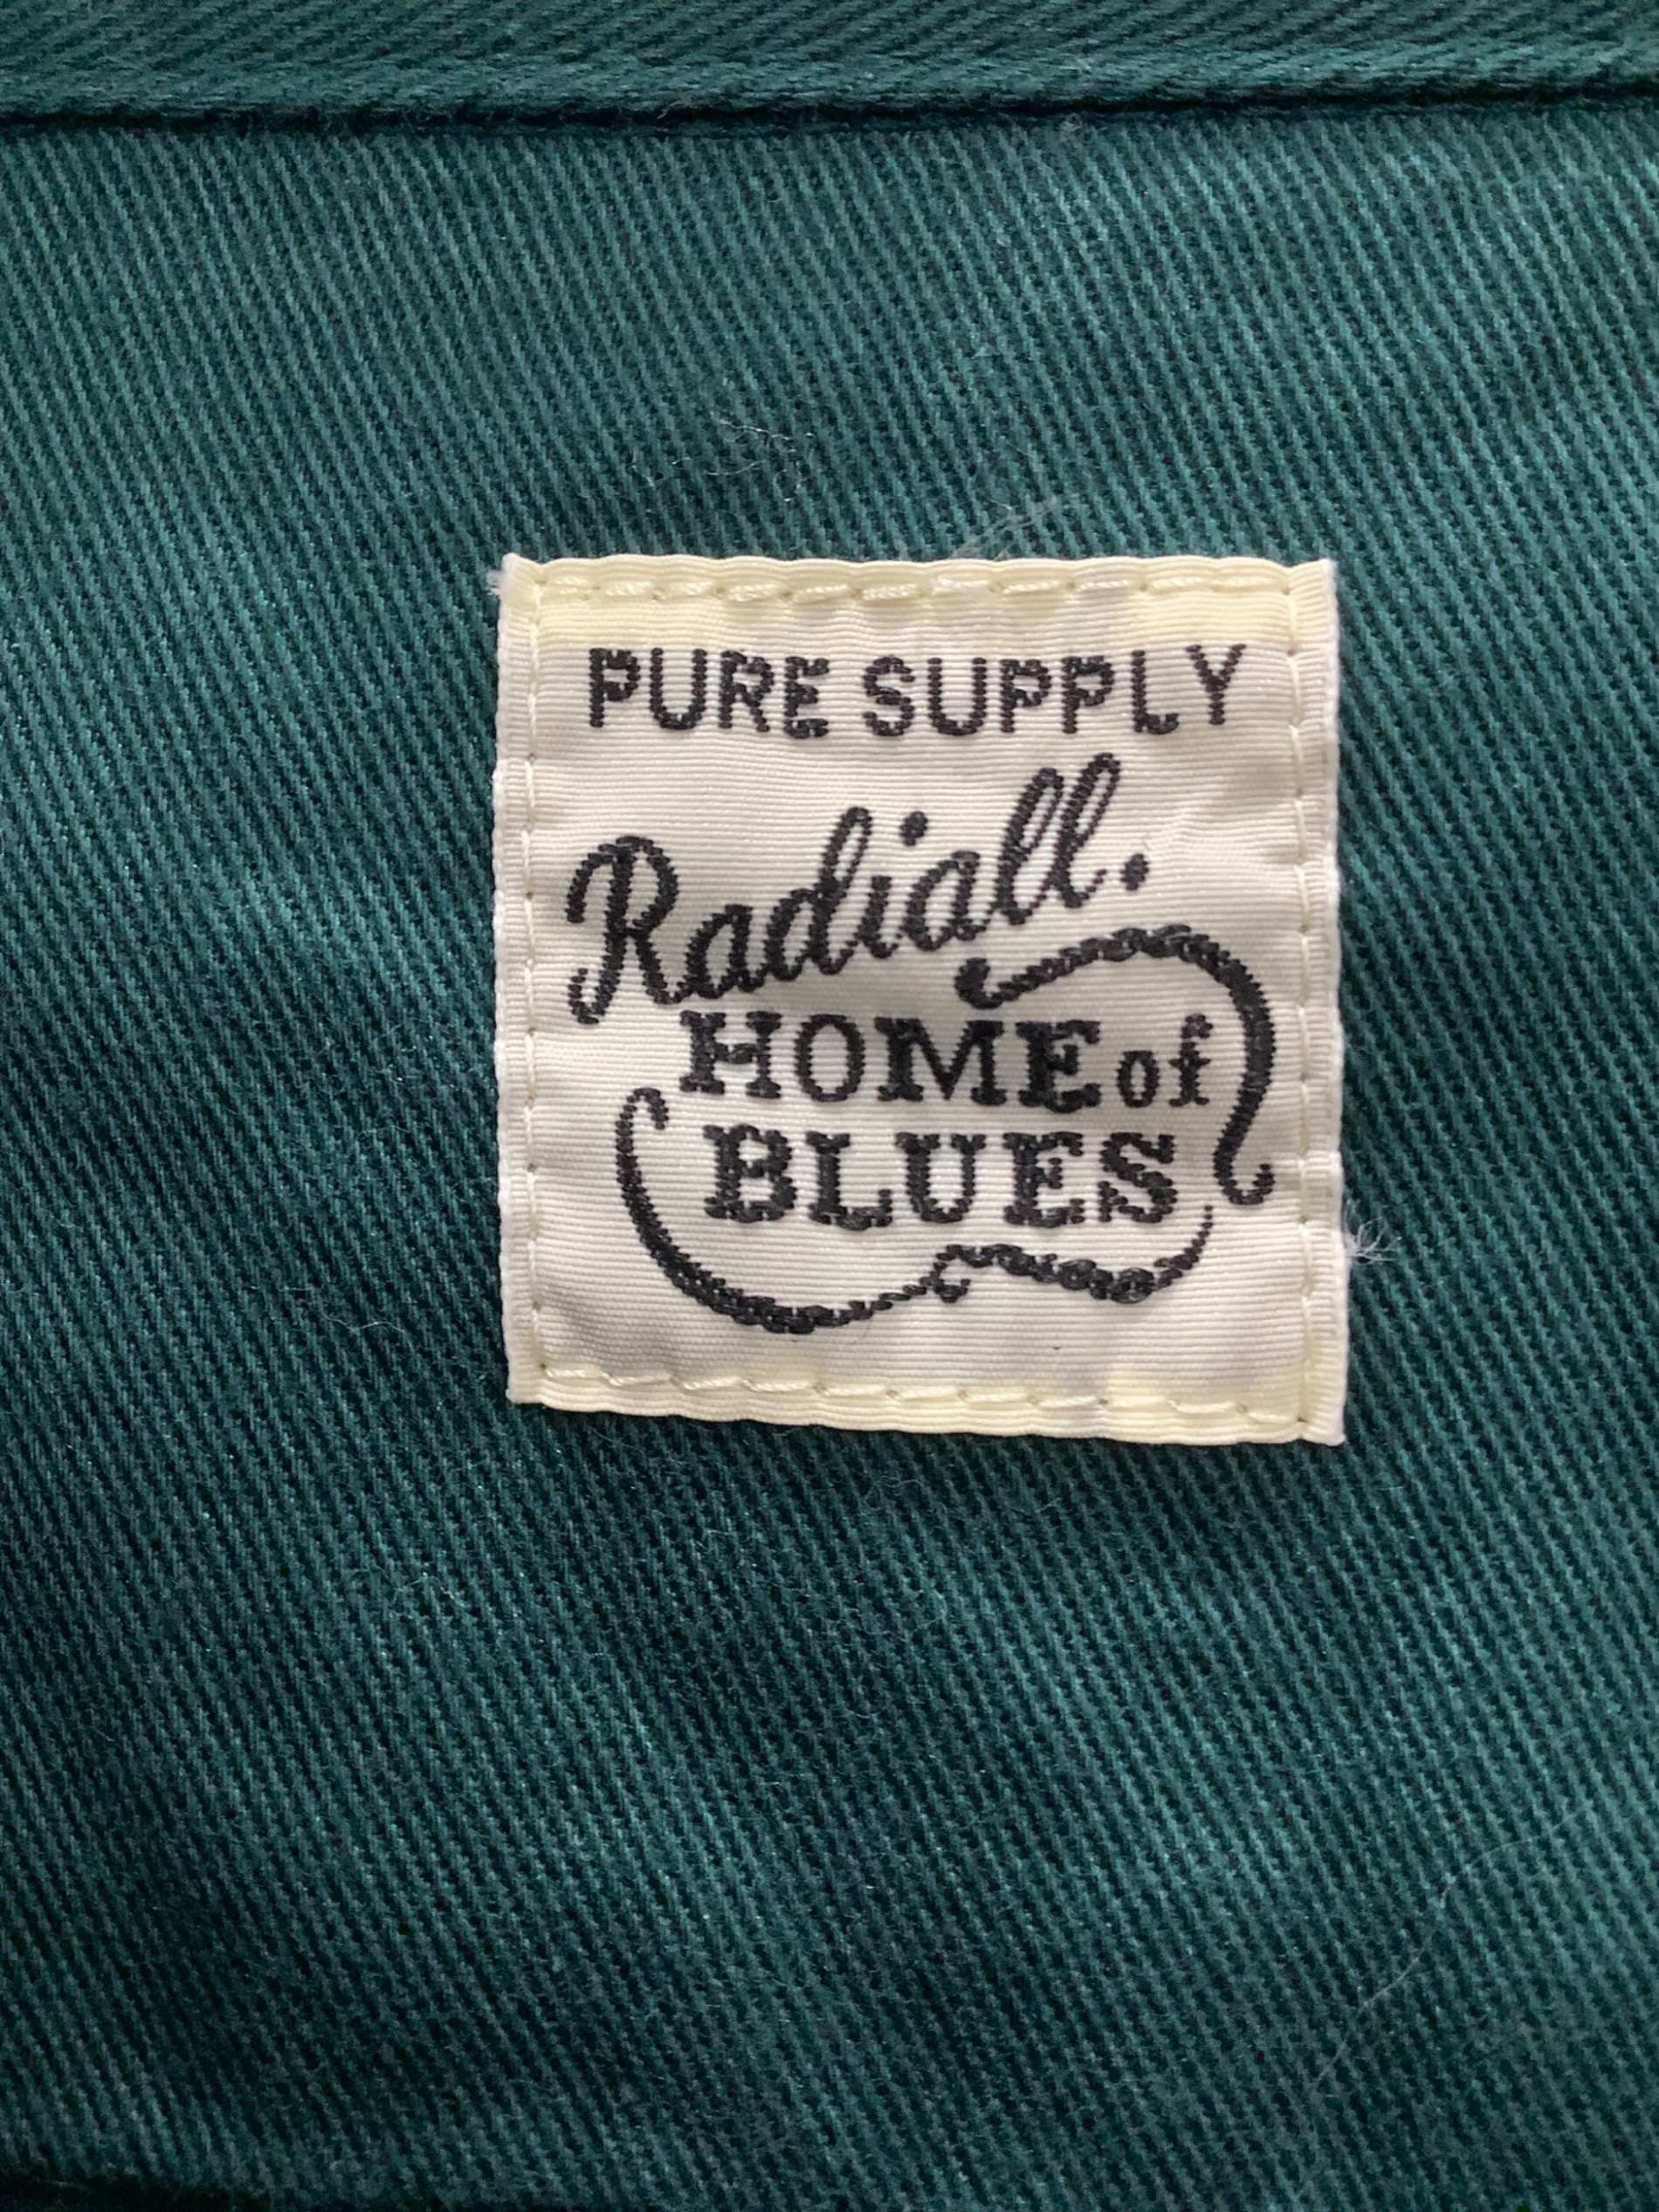 PURE SUPPLY
Radiall.
HOME of
BLUES